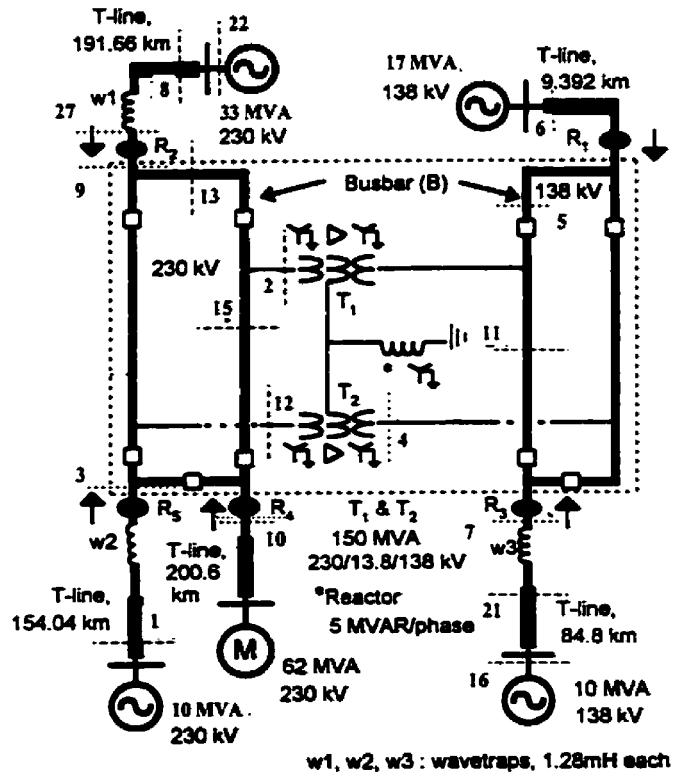 T-line,
191.66 km
22
8
w1
27
33 MVA
230 kV
R₂
9
13
17 MVA
138 kV
T-line,
9.392 km
6
R₁
Busbar (B)
138 kV
5
230 kV
2
T₁
15
11
*
T₂
12
4
3
R₅
R₄
T₁ & T₂
R₃
10
150 MVA
7
w2
230/13.8/138 kV
w3
T-line,
200.6
km
*Reactor
5 MVAR/phase
T-line,
154.04 km
1
21
T-line,
84.8 km
M
62 MVA
230 kV
16
10 MVA
230 kV
10 MVA
138 kV
w1, w2, w3 : wavetraps, 1.28mH each